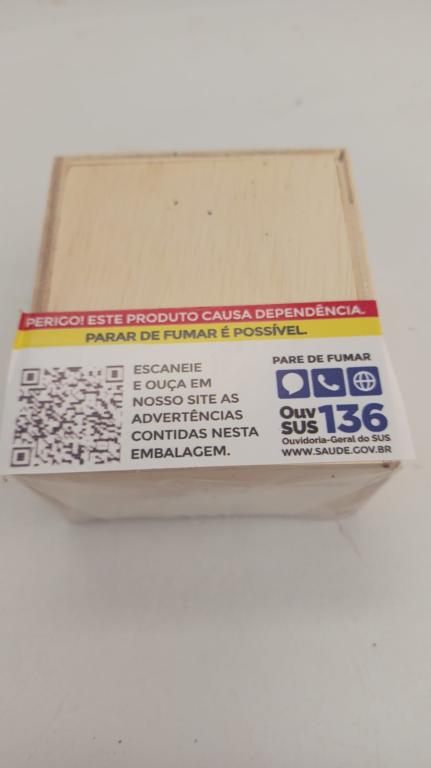 PERIGO! ESTE PRODUTO CAUSA DEPENDÊNCIA.
PARAR DE FUMAR É POSSÍVEL.
ESCANEIE
E OUÇA EM
NOSSO SITE AS
ADVERTÊNCIAS
CONTIDAS NESTA
EMBALAGEM.
PARE DE FUMAR
Ouv
SUS 136
Ouvidoria-Geral do SUS
WWW.SAUDE.GOV.BR